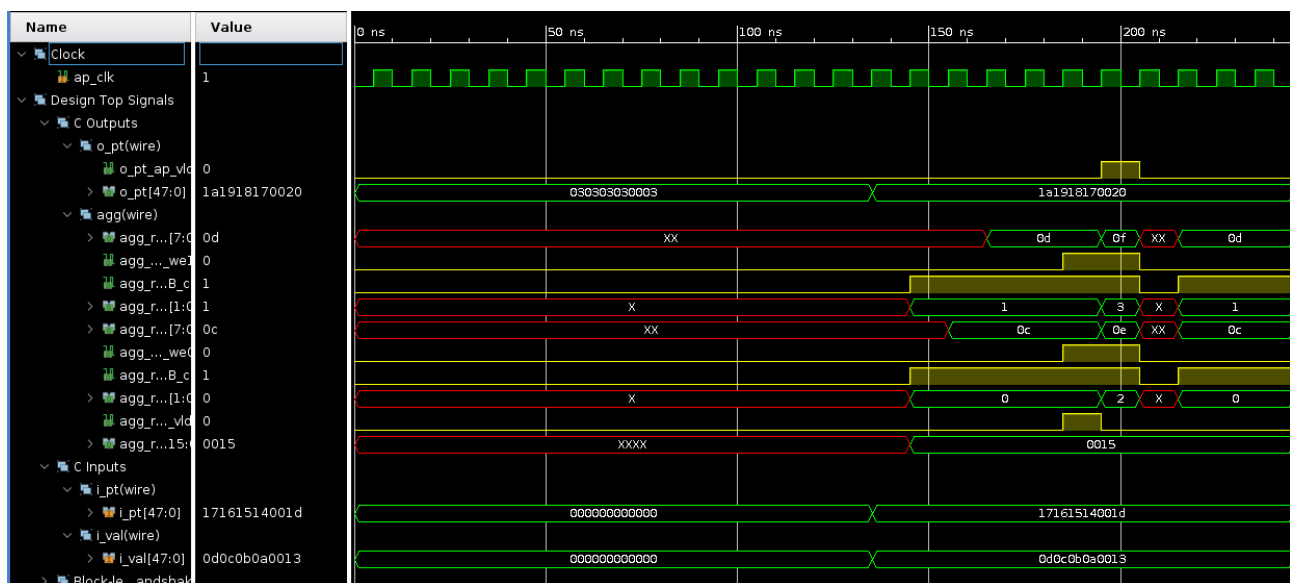 Name Value
0 ns 50 ns 100 ns 150 ns 200 ns
Clock
ap_clk 1
Design Top Signals
C Outputs
o_pt(wire)
o_pt_ap_vld 0
o_pt[47:0] 1a1918170020 030303030003 1a1918170020
agg(wire)
agg_r...[7:0 0d XX 0d 0f XX 0d
agg_..._we1 0
agg_r...B_c 1
agg_r...[1:0 1 X 1 3 X 1
agg_r...[7:0 0c XX 0c 0e XX 0c
agg_..._we0 0
agg_r...B_c 1
agg_r...[1:0 0 X 0 2 X 0
agg_r..._vld 0
agg_r...15:0 0015 XXXX 0015
C Inputs
i_pt(wire)
i_pt[47:0] 17161514001d 000000000000 17161514001d
i_val(wire)
i_val[47:0] 0d0c0b0a0013 000000000000 0d0c0b0a0013
Block-le...andshak